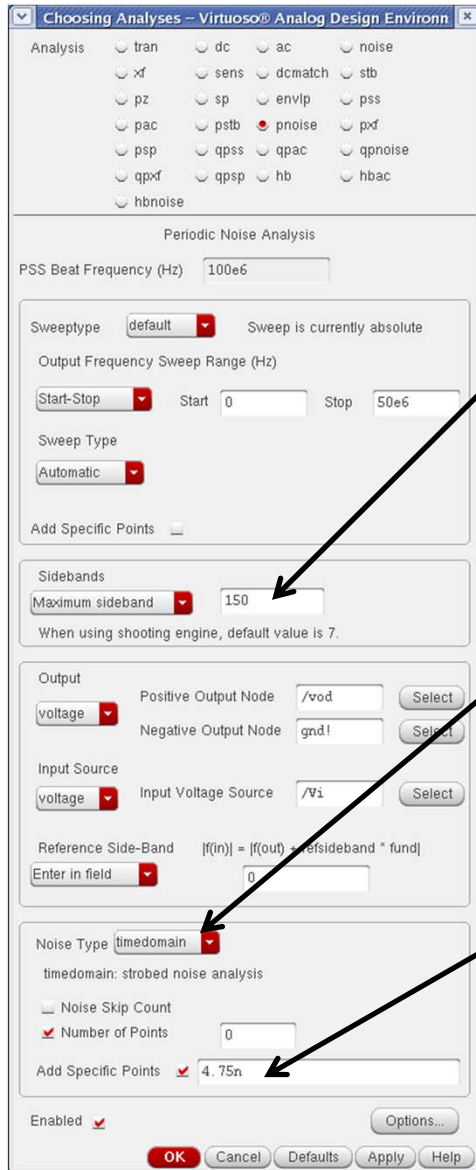 Choosing Analyses -- Virtuoso® Analog Design Environn
Analysis tran dc ac noise
xf sens dcmatch stb
pz sp envlp pss
pac pstb pnoise pxf
psp qpss qpac qpnoise
qpxf qpsp hb hbac
hbnoise
Periodic Noise Analysis
PSS Beat Frequency (Hz) 100e6
Sweeptype default Sweep is currently absolute
Output Frequency Sweep Range (Hz)
Start-Stop Start 0 Stop 50e6
Sweep Type
Automatic
Add Specific Points
Sidebands
Maximum sideband 150
When using shooting engine, default value is 7.
Output
voltage Positive Output Node /vod Select
Negative Output Node gnd! Select
Input Source
voltage Input Voltage Source /Vi Select
Reference Side-Band |f(in)| = |f(out) + refsideband * fund|
Enter in field 0
Noise Type timedomain
timedomain: strobed noise analysis
Noise Skip Count
Number of Points 0
Add Specific Points 4.75n
Enabled Options...
OK Cancel Defaults Apply Help